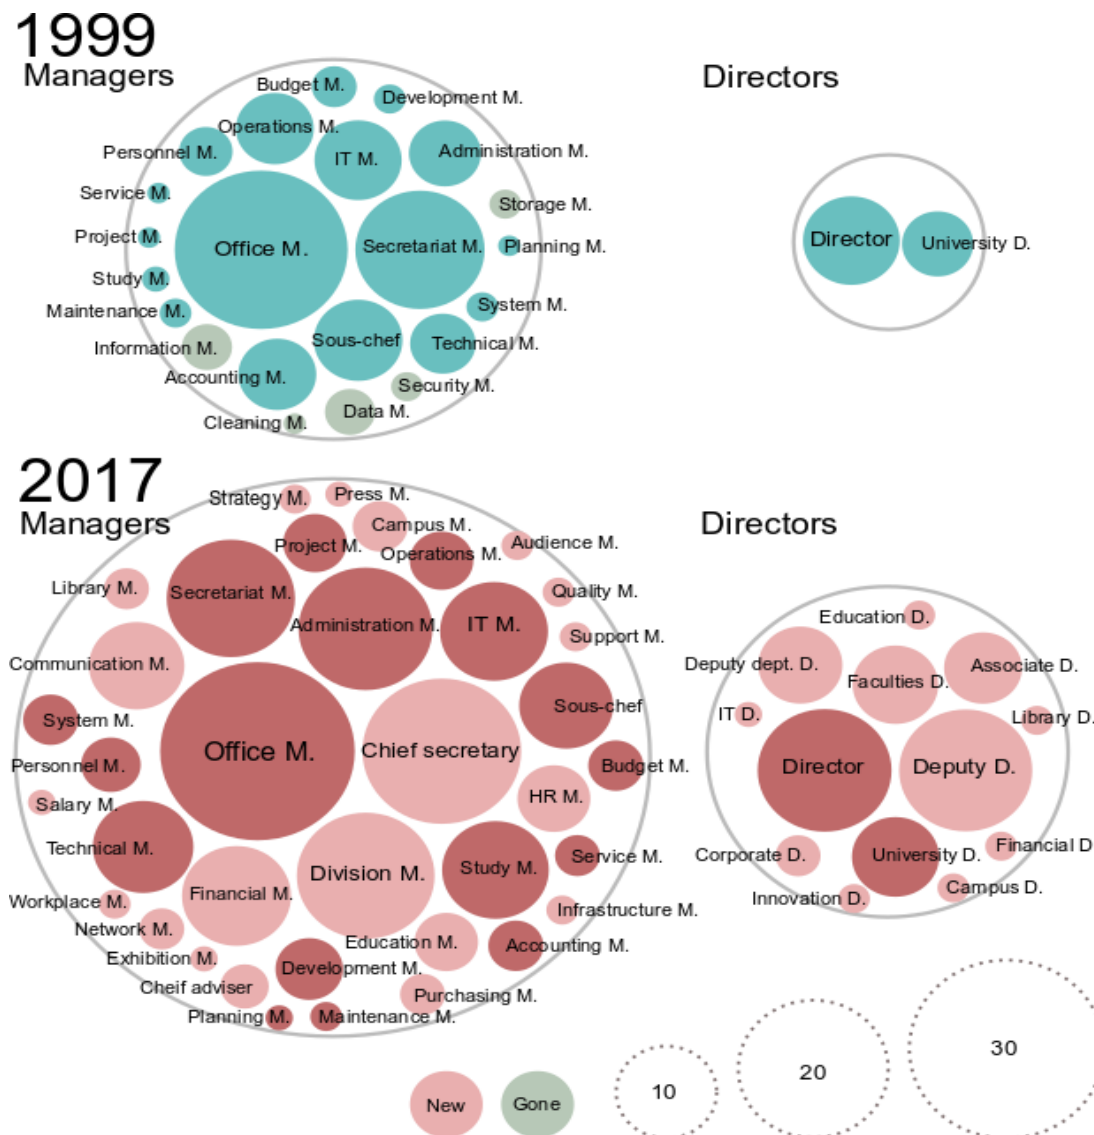 1999
Managers
Directors
Budget M.
Development M.
Operations M.
Personnel M.
IT M.
Administration M.
Service M.
Storage M.
Project M.
Office M.
Secretariat M.
Planning M.
Director
University D.
Study M.
Maintenance M.
System M.
Information M.
Sous-chef
Technical M.
Accounting M.
Security M.
Data M.
Cleaning M.
2017
Managers
Directors
Strategy M.
Press M.
Campus M.
Project M.
Operations M.
Audience M.
Library M.
Secretariat M.
Quality M.
Administration M.
IT M.
Support M.
Communication M.
System M.
Sous-chef
Office M.
Chief secretary
Personnel M.
Budget M.
Salary M.
HR M.
Technical M.
Division M.
Study M.
Service M.
Workplace M.
Financial M.
Infrastructure M.
Network M.
Education M.
Accounting M.
Exhibition M.
Development M.
Cheif adviser
Purchasing M.
Planning M.
Maintenance M.
Education D.
Deputy dept. D.
Faculties D.
Associate D.
IT D.
Library D.
Director
Deputy D.
Corporate D.
University D.
Financial D
Innovation D.
Campus D.
New
Gone
10
20
30